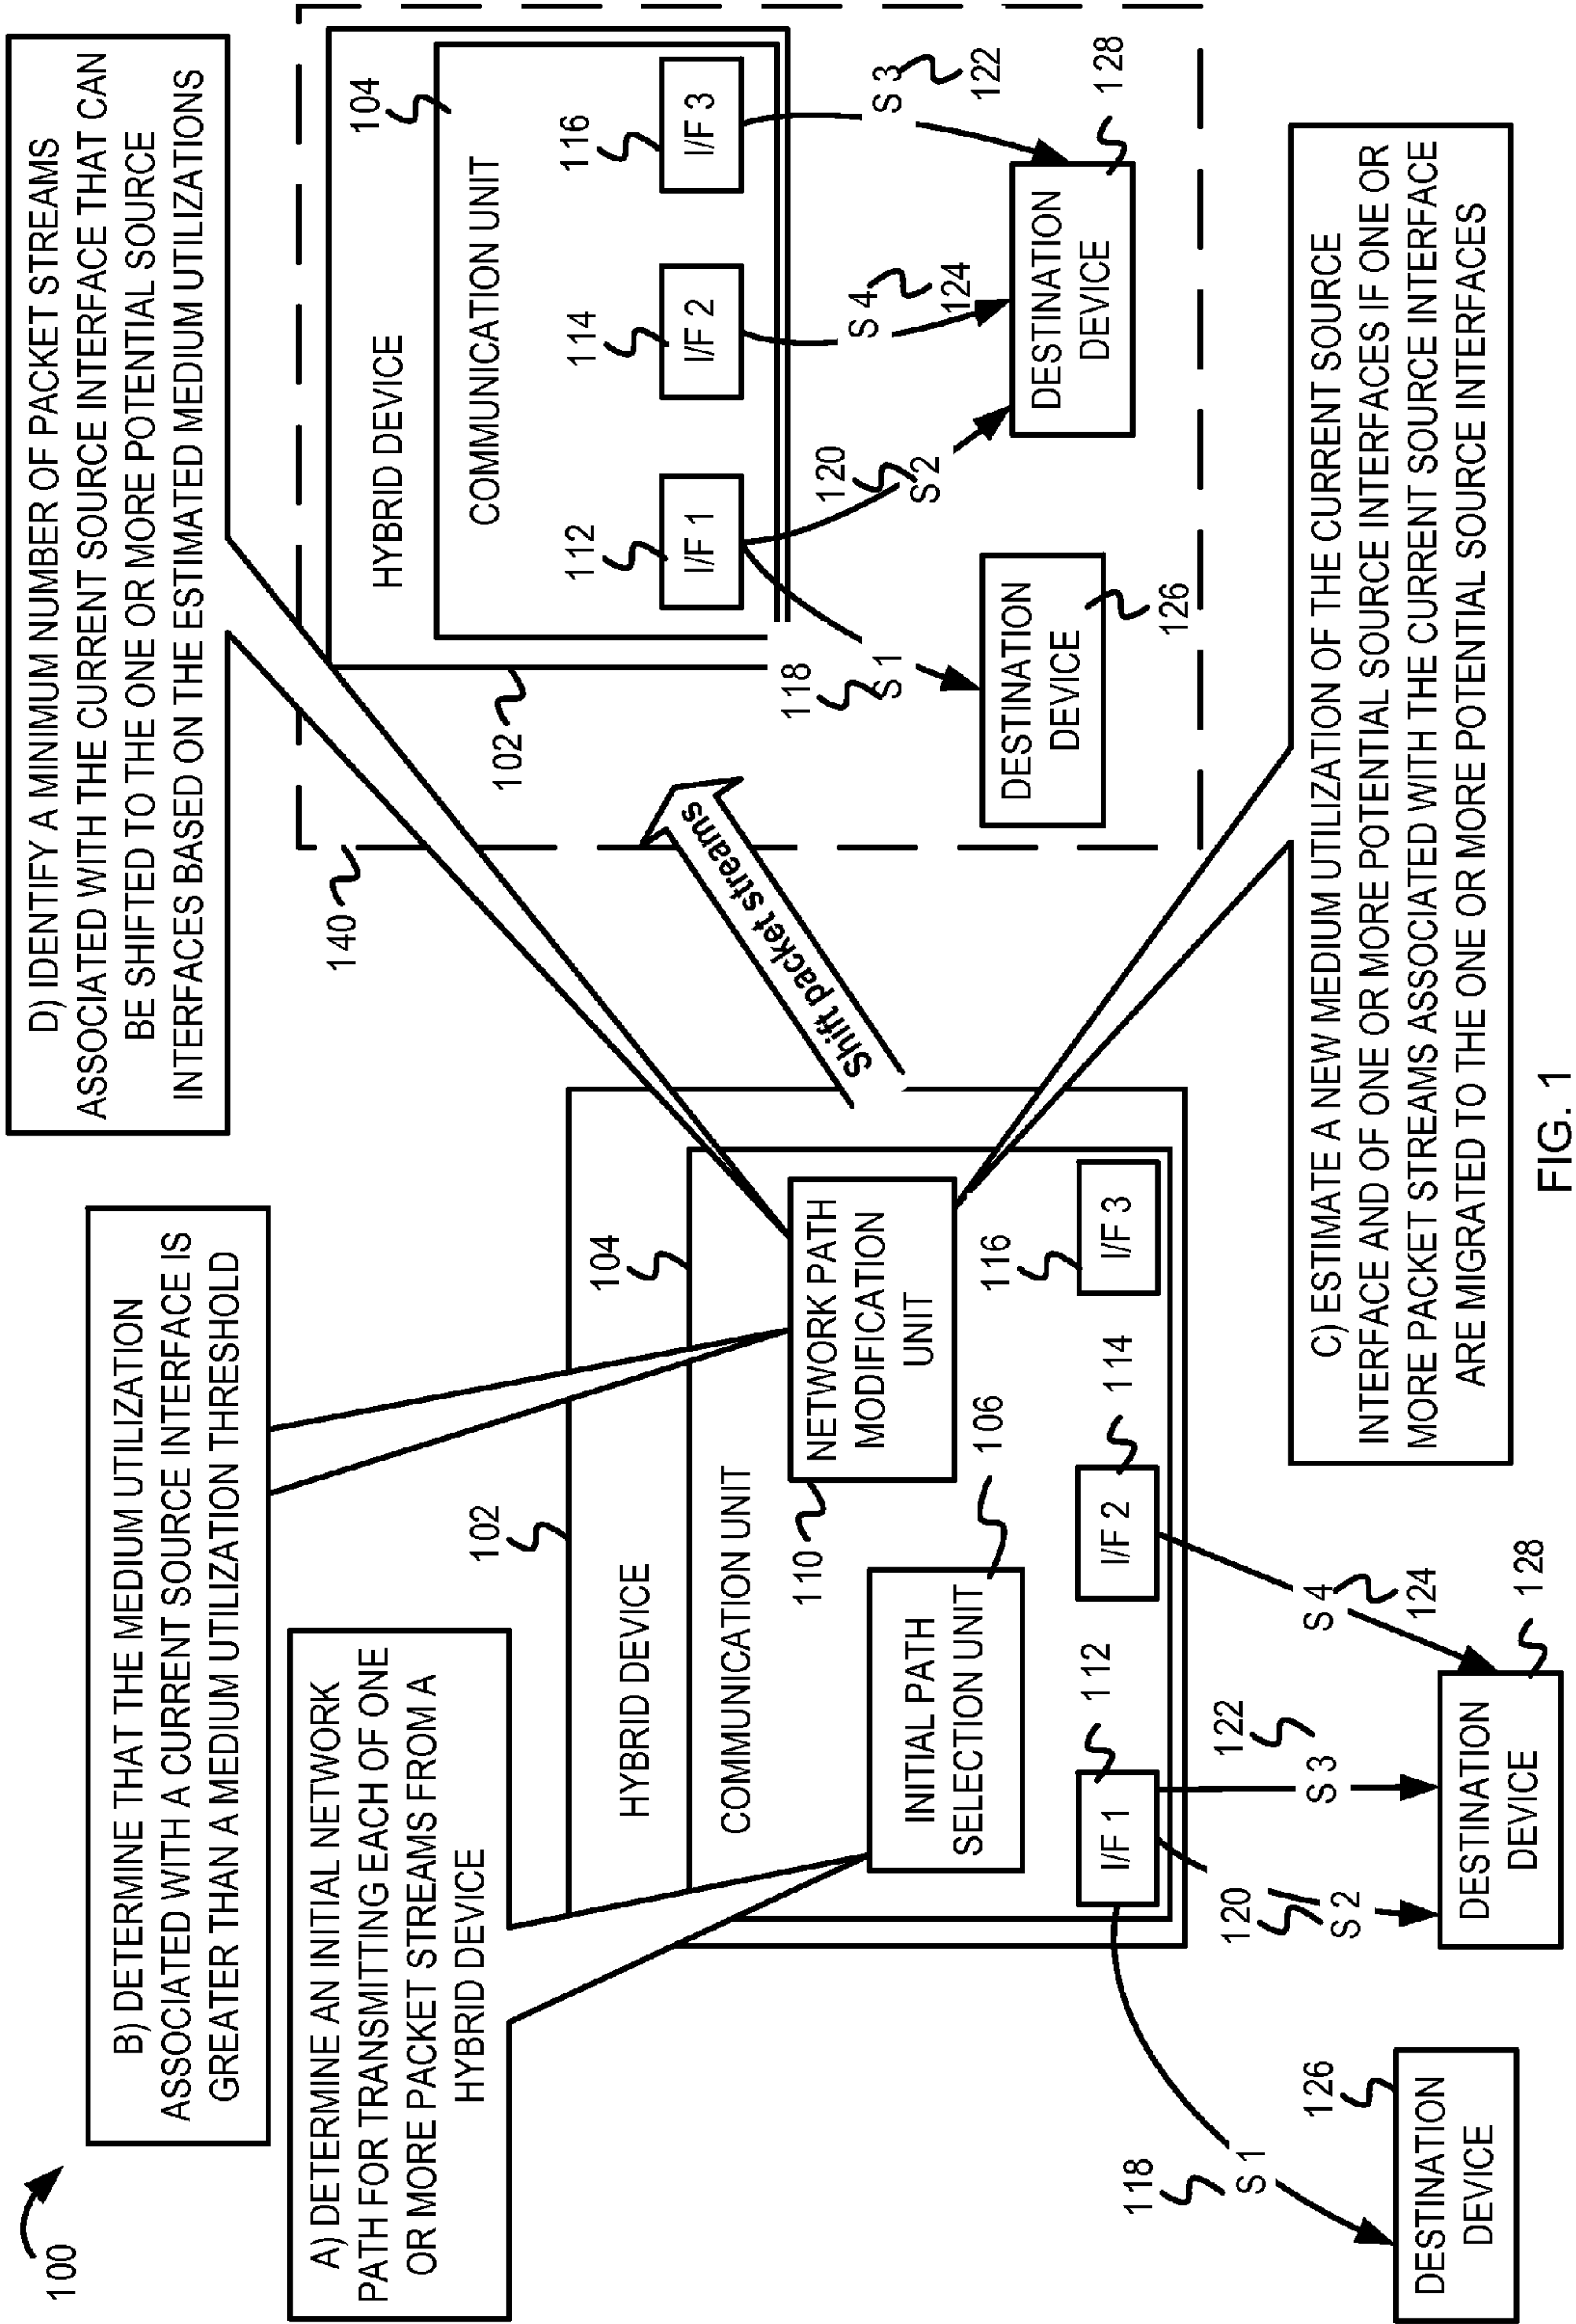 100
B) DETERMINE THAT THE MEDIUM UTILIZATION
ASSOCIATED WITH A CURRENT SOURCE INTERFACE IS
GREATER THAN A MEDIUM UTILIZATION THRESHOLD
A) DETERMINE AN INITIAL NETWORK
PATH FOR TRANSMITTING EACH OF ONE
OR MORE PACKET STREAMS FROM A
HYBRID DEVICE
D) IDENTIFY A MINIMUM NUMBER OF PACKET STREAMS
ASSOCIATED WITH THE CURRENT SOURCE INTERFACE THAT CAN
BE SHIFTED TO THE ONE OR MORE POTENTIAL SOURCE
INTERFACES BASED ON THE ESTIMATED MEDIUM UTILIZATIONS
102
HYBRID DEVICE
104
COMMUNICATION UNIT
110
NETWORK PATH
MODIFICATION
UNIT
INITIAL PATH
SELECTION UNIT
106
I/F 1
112
I/F 2
114
I/F 3
116
118
S 1
120
S 2
122
S 3
S 4
124
126
DESTINATION
DEVICE
128
DESTINATION
DEVICE
Shift packet streams
140
102
HYBRID DEVICE
104
COMMUNICATION UNIT
112
I/F 1
114
I/F 2
116
I/F 3
118
S 1
120
S 2
S 4
124
S 3
122
DESTINATION
DEVICE
126
DESTINATION
DEVICE
128
C) ESTIMATE A NEW MEDIUM UTILIZATION OF THE CURRENT SOURCE
INTERFACE AND OF ONE OR MORE POTENTIAL SOURCE INTERFACES IF ONE OR
MORE PACKET STREAMS ASSOCIATED WITH THE CURRENT SOURCE INTERFACE
ARE MIGRATED TO THE ONE OR MORE POTENTIAL SOURCE INTERFACES
FIG. 1